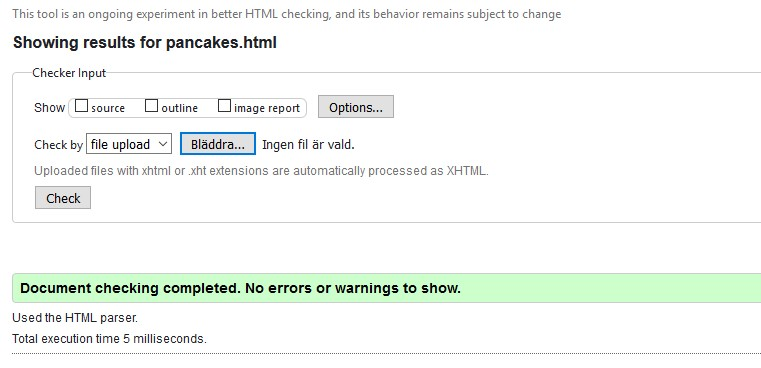 This tool is an ongoing experiment in better HTML checking, and its behavior remains subject to change
Showing results for pancakes.html
Checker Input
Show source outline image report Options...
Check by file upload Bläddra... Ingen fil är vald.
Uploaded files with xhtml or .xht extensions are automatically processed as XHTML.
Check
Document checking completed. No errors or warnings to show.
Used the HTML parser.
Total execution time 5 milliseconds.